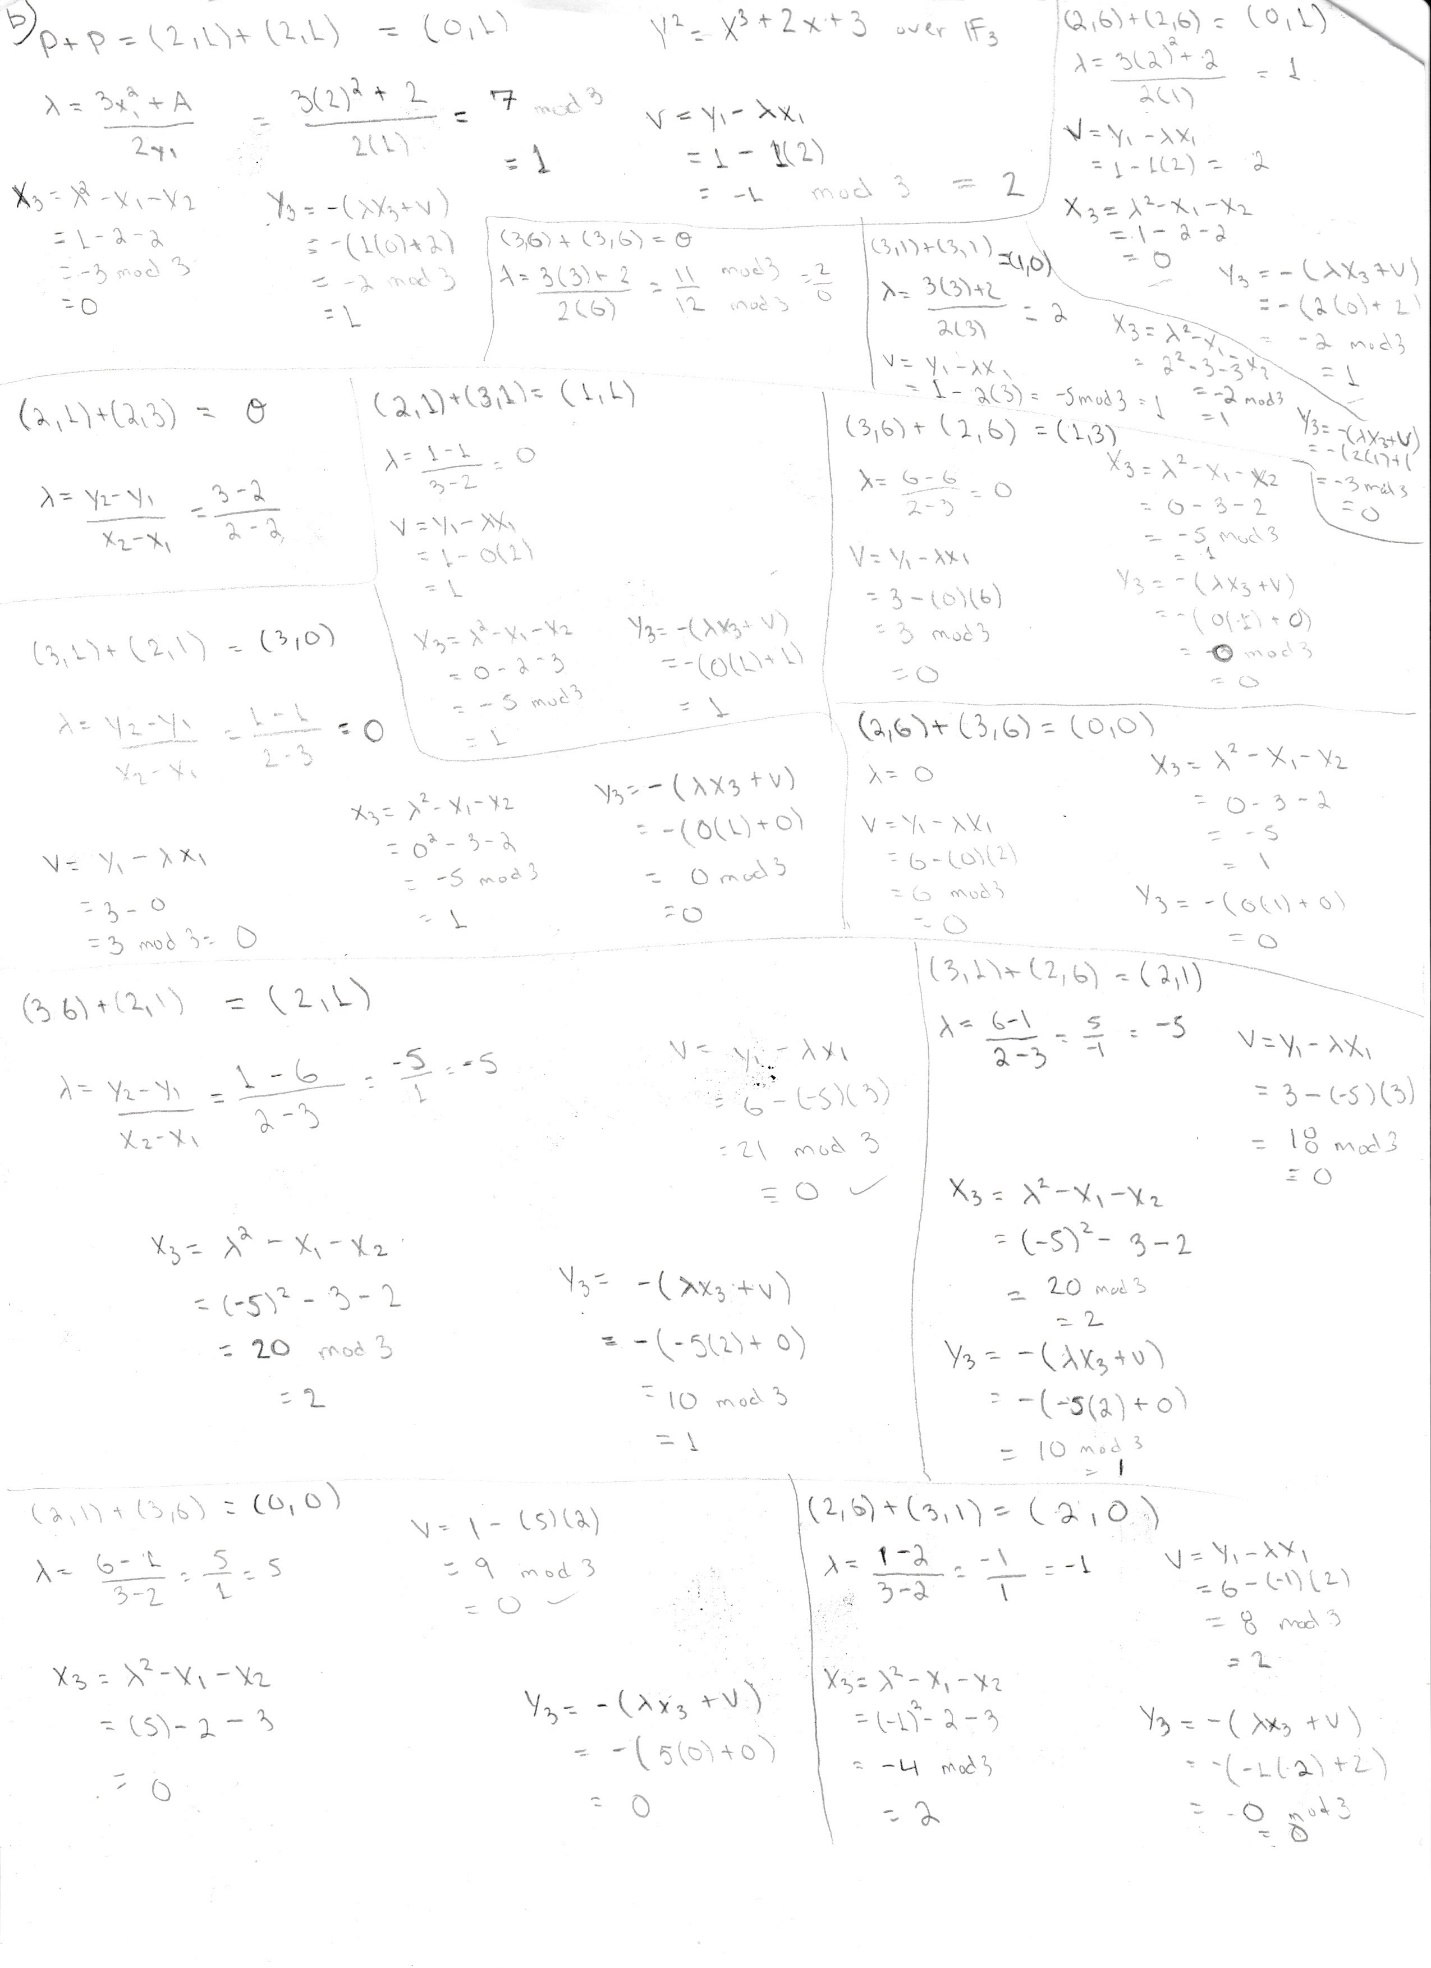 b)
P+P = (2,1)+(2,1) = (0,1)
Y² = X³+2x+3 over IF₃
λ = 3x₁²+A / 2y₁ = 3(2)²+2 / 2(1) = 7 mod 3
= 1
V = y₁-λx₁
= 1-1(2)
= -1 mod 3 = 2
X₃ = λ²-x₁-x₂
= 1-2-2
= -3 mod 3
= 0
Y₃ = -(λx₃+v)
= -(1(0)+2)
= -2 mod 3
= 1
(2,6)+(2,6) = (0,1)
λ = 3(2)²+2 / 2(1) = 1
V = y₁-λx₁
= 1-1(2) = 2
X₃ = λ²-x₁-x₂
= 1-2-2
= 0
Y₃ = -(λx₃+v)
= -(2(0)+2)
= -2 mod 3
= 1
(3,6)+(3,6) = 0
λ = 3(3)+2 / 2(6) = 11 / 12 mod 3 / mod 3 = 2/0
(3,1)+(3,1) = (1,0)
λ = 3(3)+2 / 2(3) = 2
V = y₁-λx₁
= 1-2(3) = -5 mod 3 = 1
X₃ = λ²-x₁-x₂
= 2²-3-3
= -2 mod 3
= 1
Y₃ = -(λx₃+v)
= -(2(1)+1
= -3 mod 3
= 0
(2,1)+(2,3) = 0
λ = y₂-y₁ / x₂-x₁ = 3-2 / 2-2
(2,1)+(3,1) = (1,1)
λ = 1-1 / 3-2 = 0
V = y₁-λx₁
= 1-0(2)
= 1
X₃ = λ²-x₁-x₂
= 0-2-3
= -5 mod 3
= 1
Y₃ = -(λx₃+v)
= -(0(1)+1)
= 1
(3,6)+(2,6) = (1,3)
λ = 6-6 / 2-3 = 0
V = y₁-λx₁
= 3-(0)(6)
= 3 mod 3
= 0
X₃ = λ²-x₁-x₂
= 0-3-2
= -5 mod 3
= 1
Y₃ = -(λx₃+v)
= -(0(1)+0)
= -0 mod 3
= 0
(3,1)+(2,1) = (3,0)
λ = y₂-y₁ / x₂-x₁ = 1-1 / 2-3 = 0
V = y₁-λx₁
= 3-0
= 3 mod 3 = 0
X₃ = λ²-x₁-x₂
= 0²-3-2
= -5 mod 3
= 1
Y₃ = -(λx₃+v)
= -(0(1)+0)
= 0 mod 3
= 0
(2,6)+(3,6) = (0,0)
λ = 0
V = y₁-λx₁
= 6-(0)(2)
= 6 mod 3
= 0
X₃ = λ²-x₁-x₂
= 0-3-2
= -5
= 1
Y₃ = -(0(1)+0)
= 0
(3 6)+(2,1) = (2,1)
λ = y₂-y₁ / x₂-x₁ = 1-6 / 2-3 = -5/1 = -5
V = y₁-λx₁
= 6-(-5)(3)
= 21 mod 3
= 0 ✓
X₃ = λ²-x₁-x₂
= (-5)²-3-2
= 20 mod 3
= 2
Y₃ = -(λx₃+v)
= -(-5(2)+0)
= 10 mod 3
= 1
(3,1)+(2,6) = (2,1)
λ = 6-1 / 2-3 = 5/-1 = -5
V = y₁-λx₁
= 3-(-5)(3)
= 18 mod 3
= 0
X₃ = λ²-x₁-x₂
= (-5)²-3-2
= 20 mod 3
= 2
Y₃ = -(λx₃+v)
= -(-5(2)+0)
= 10 mod 3
= 1
(2,1)+(3,6) = (0,0)
λ = 6-1 / 3-2 = 5/1 = 5
V = 1-(5)(2)
= 9 mod 3
= 0 ✓
X₃ = λ²-x₁-x₂
= (5)-2-3
= 0
Y₃ = -(λx₃+v)
= -(5(0)+0)
= 0
(2,6)+(3,1) = (2,0)
λ = 1-2 / 3-2 = -1/1 = -1
V = y₁-λx₁
= 6-(-1)(2)
= 8 mod 3
= 2
X₃ = λ²-x₁-x₂
= (-1)²-2-3
= -4 mod 3
= 2
Y₃ = -(λx₃+v)
= -(-1(2)+2)
= -0 mod 3
= 0